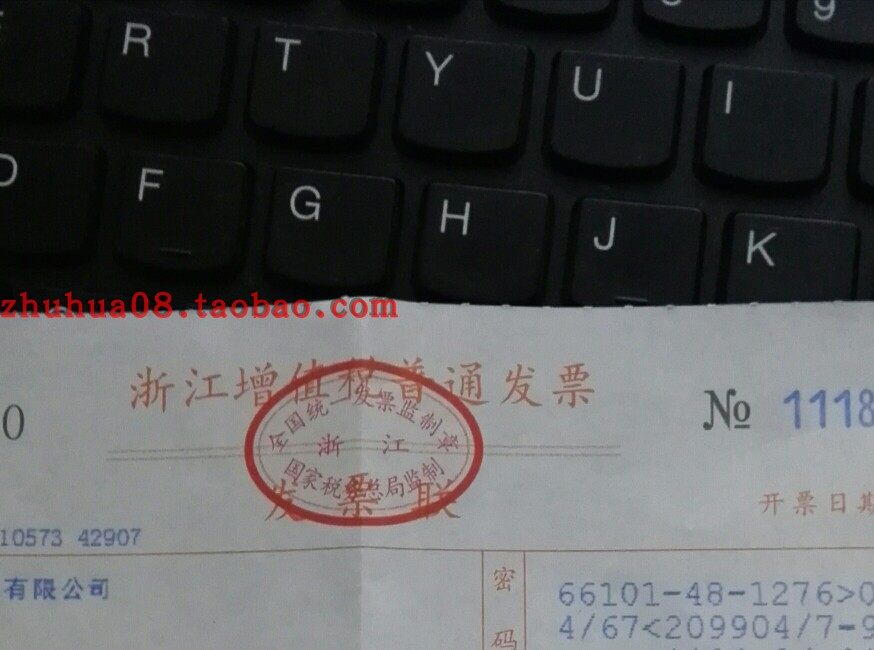 R T Y U I
D F G H J K
zhuhua08.taobao.com
浙江增值税普通发票
0
№ 1118
全国统一发票监制章
浙 江
国家税务总局监制
发 票 联
开票日期
10573 42907
有限公司
密
码
66101-48-1276>0
4/67<209904/7-9